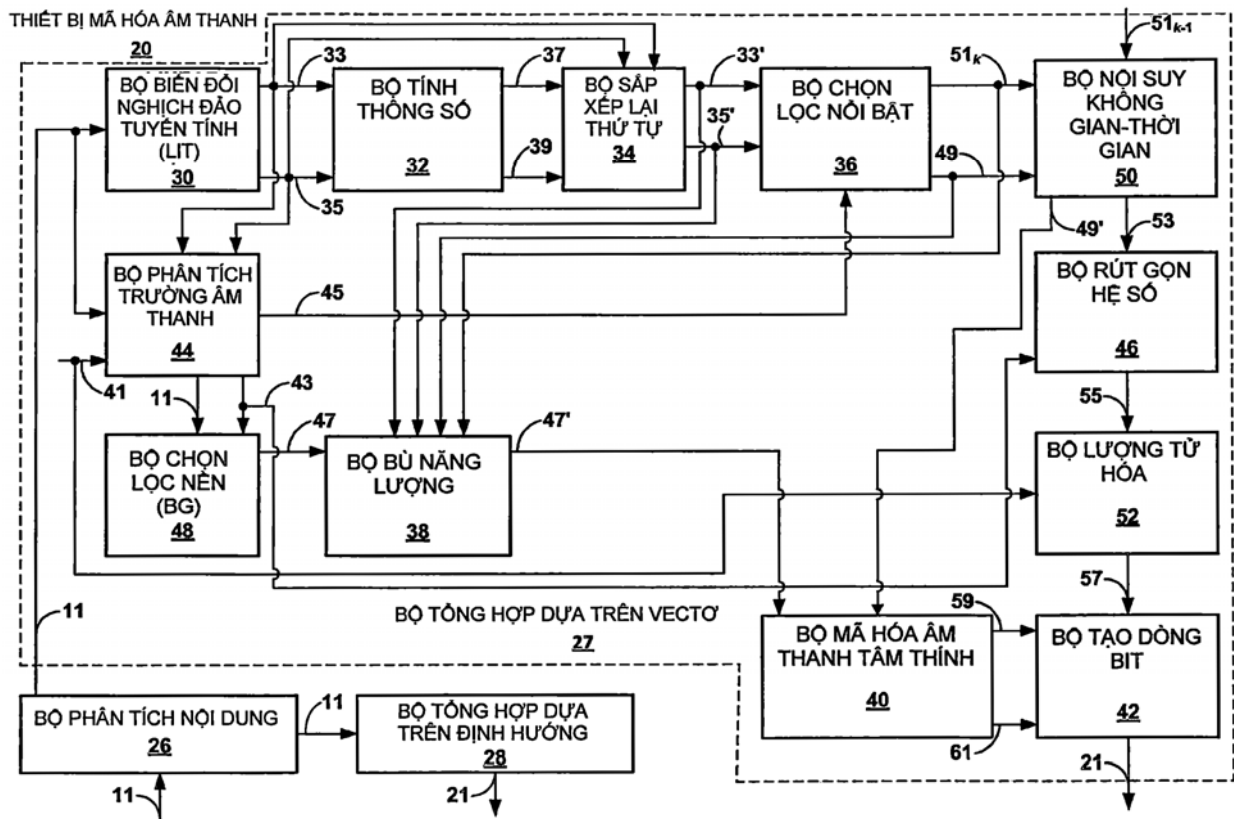 THIẾT BỊ MÃ HÓA ÂM THANH
20
51k-1
BỘ BIẾN ĐỔI
NGHỊCH ĐẢO
TUYẾN TÍNH
(LIT)
30
33
35
BỘ TÍNH
THÔNG SỐ
32
37
39
BỘ SẮP
XẾP LẠI
THỨ TỰ
34
33'
35'
BỘ CHỌN
LỌC NỔI BẬT
36
51k
49
BỘ NỘI SUY
KHÔNG
GIAN-THỜI
GIAN
50
49'
53
BỘ PHÂN TÍCH
TRƯỜNG ÂM
THANH
44
45
41
11
43
BỘ RÚT GỌN
HỆ SỐ
46
55
BỘ CHỌN
LỌC NỀN
(BG)
48
47
BỘ BÙ NĂNG
LƯỢNG
38
47'
BỘ LƯỢNG TỬ
HÓA
52
57
11
BỘ TỔNG HỢP DỰA TRÊN VECTƠ
27
BỘ MÃ HÓA ÂM
THANH TÂM THÍNH
40
59
61
BỘ TẠO DÒNG
BIT
42
21
BỘ PHÂN TÍCH NỘI DUNG
26
11
11
BỘ TỔNG HỢP DỰA
TRÊN ĐỊNH HƯỚNG
28
21